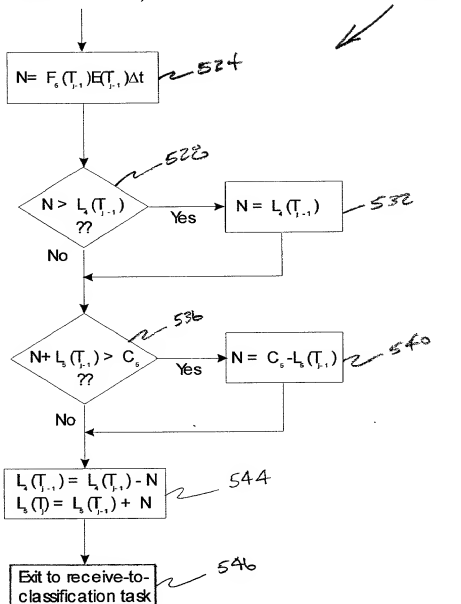 N= F₅(Tⱼ₋₁)E(Tⱼ₋₁)Δt
524
528
N > L₄(Tⱼ₋₁)
??
Yes
N = L₄(Tⱼ₋₁)
532
No
536
N+ L₅(Tⱼ₋₁) > C₅
??
Yes
N = C₅-L₅(Tⱼ₋₁)
540
No
L₄(Tⱼ₋₁) = L₄(Tⱼ₋₁) - N
L₅(Tⱼ) = L₅(Tⱼ₋₁) + N
544
Exit to receive-to-
classification task
546